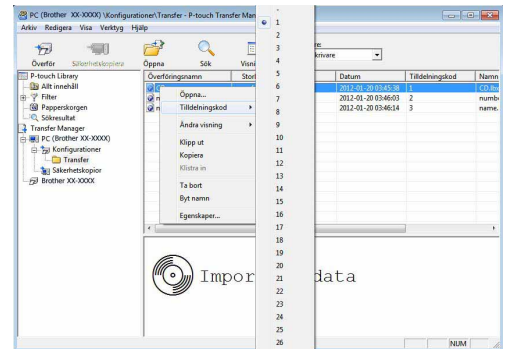 PC (Brother XX-XXXX) \Konfigurationer\Transfer - P-touch Transfer Man
Arkiv Redigera Visa Verktyg Hjälp
Överför Säkerhetskopiera Öppna Sök
P-touch Library
Allt innehåll
Filter
Papperskorgen
Sökresultat
Transfer Manager
PC (Brother XX-XXXX)
Konfigurationer
Transfer
Säkerhetskopior
Brother XX-XXXX
Överföringsnamn Datum Tilldelningskod Namn
2012-01-20 03:45:38 1
2012-01-20 03:46:03 2
2012-01-20 03:46:14 3 name.
Öppna...
Tilldelningskod
Ändra visning
Klipp ut
Kopiera
Klistra in
Ta bort
Byt namn
Egenskaper...
-
1
2
3
4
5
6
7
8
9
10
11
12
13
14
15
16
17
18
19
20
21
22
23
24
25
26
Impor data
NUM